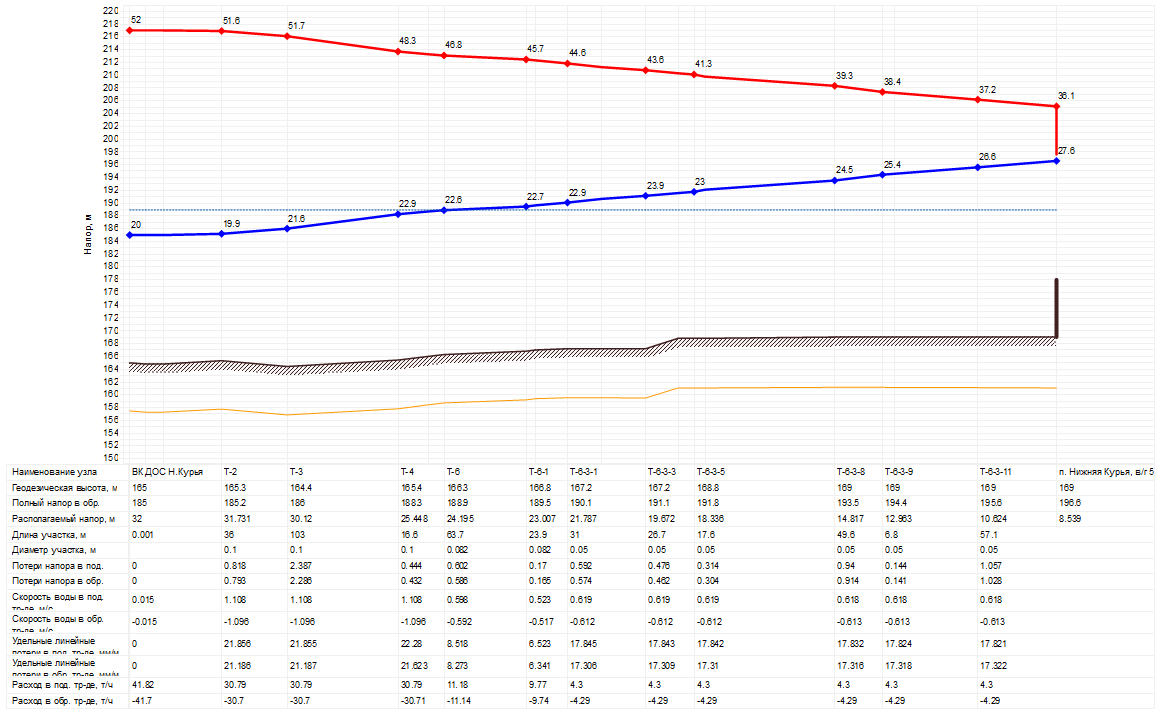 220
218
216
214
212
210
208
206
204
202
200
198
196
194
192
190
188
186
184
182
180
178
176
174
172
170
168
166
164
162
160
158
156
154
152
150
Напор, м
52 51.6 51.7 48.3 46.8 45.7 44.6 43.6 41.3 39.3 38.4 37.2 36.1
20 19.9 21.6 22.9 22.6 22.7 22.9 23.9 23 24.5 25.4 26.6 27.6
Наименование узла ВК ДОС Н.Курья Т-2 Т-3 Т-4 Т-6 Т-6-1 Т-6-3-1 Т-6-3-3 Т-6-3-5 Т-6-3-8 Т-6-3-9 Т-6-3-11 п. Нижняя Курья, в/г 5
Геодезическая высота, м 165 165.3 164.4 165.4 166.3 166.8 167.2 167.2 168.8 169 169 169 169
Полный напор в обр. 185 185.2 186 188.3 188.9 189.5 190.1 191.1 191.8 193.5 194.4 195.6 196.6
Располагаемый напор, м 32 31.731 30.12 25.448 24.195 23.007 21.787 19.672 18.336 14.817 12.963 10.624 8.539
Длина участка, м 0.001 36 103 16.6 63.7 23.9 31 26.7 17.6 49.6 6.8 57.1
Диаметр участка, м 0.1 0.1 0.1 0.082 0.082 0.05 0.05 0.05 0.05 0.05 0.05
Потери напора в под. 0 0.818 2.387 0.444 0.602 0.17 0.592 0.476 0.314 0.94 0.144 1.057
Потери напора в обр. 0 0.793 2.286 0.432 0.586 0.165 0.574 0.462 0.304 0.914 0.141 1.028
Скорость воды в под.
тр-де, м/с 0.015 1.108 1.108 1.108 0.598 0.523 0.619 0.619 0.619 0.618 0.618 0.618
Скорость воды в обр.
тр-де, м/с -0.015 -1.096 -1.096 -1.096 -0.592 -0.517 -0.612 -0.612 -0.612 -0.613 -0.613 -0.613
Удельные линейные
потери в под. тр-де, мм/м 0 21.856 21.855 22.28 8.518 6.523 17.845 17.843 17.842 17.832 17.824 17.821
Удельные линейные
потери в обр. тр-де, мм/м 0 21.186 21.187 21.623 8.273 6.341 17.306 17.309 17.31 17.316 17.318 17.322
Расход в под. тр-де, т/ч 41.82 30.79 30.79 30.79 11.18 9.77 4.3 4.3 4.3 4.3 4.3 4.3
Расход в обр. тр-де, т/ч -41.7 -30.7 -30.7 -30.71 -11.14 -9.74 -4.29 -4.29 -4.29 -4.29 -4.29 -4.29